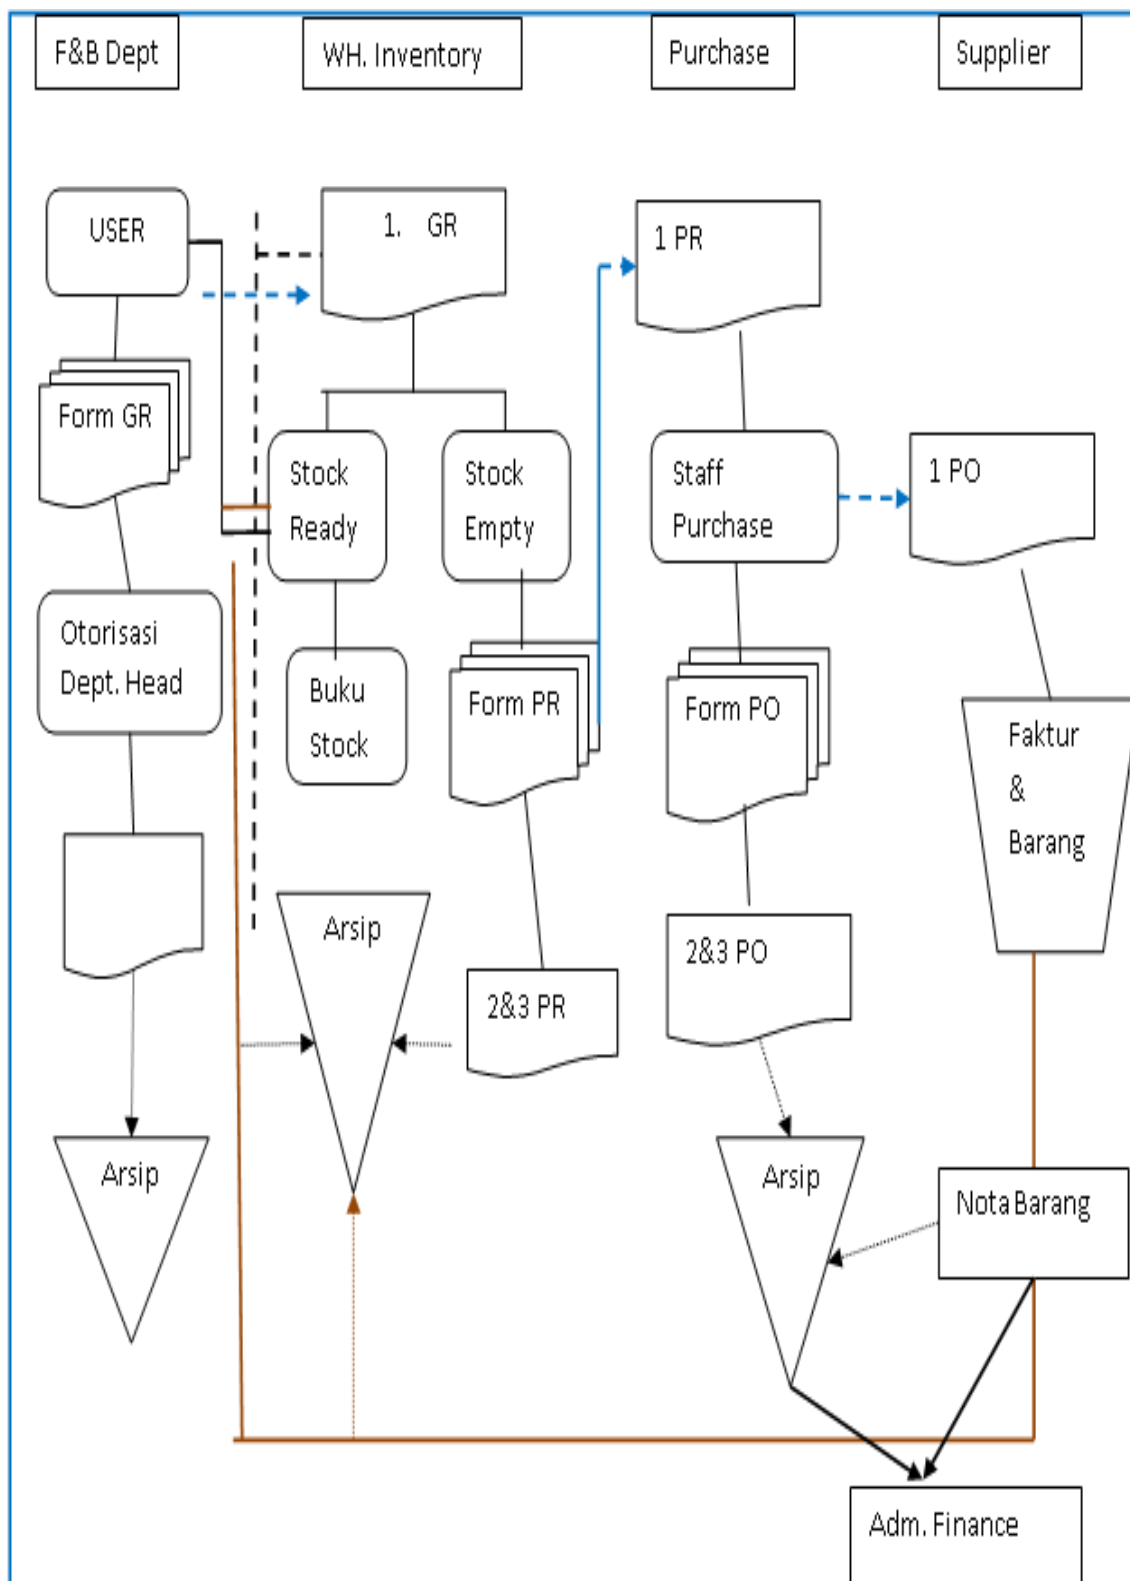 F&B Dept
WH. Inventory
Purchase
Supplier
USER
1. GR
1 PR
Form GR
Stock
Ready
Stock
Empty
Staff
Purchase
1 PO
Otorisasi
Dept. Head
Buku
Stock
Form PR
Form PO
Faktur
&
Barang
Arsip
2&3 PR
2&3 PO
Arsip
Arsip
Nota Barang
Adm. Finance